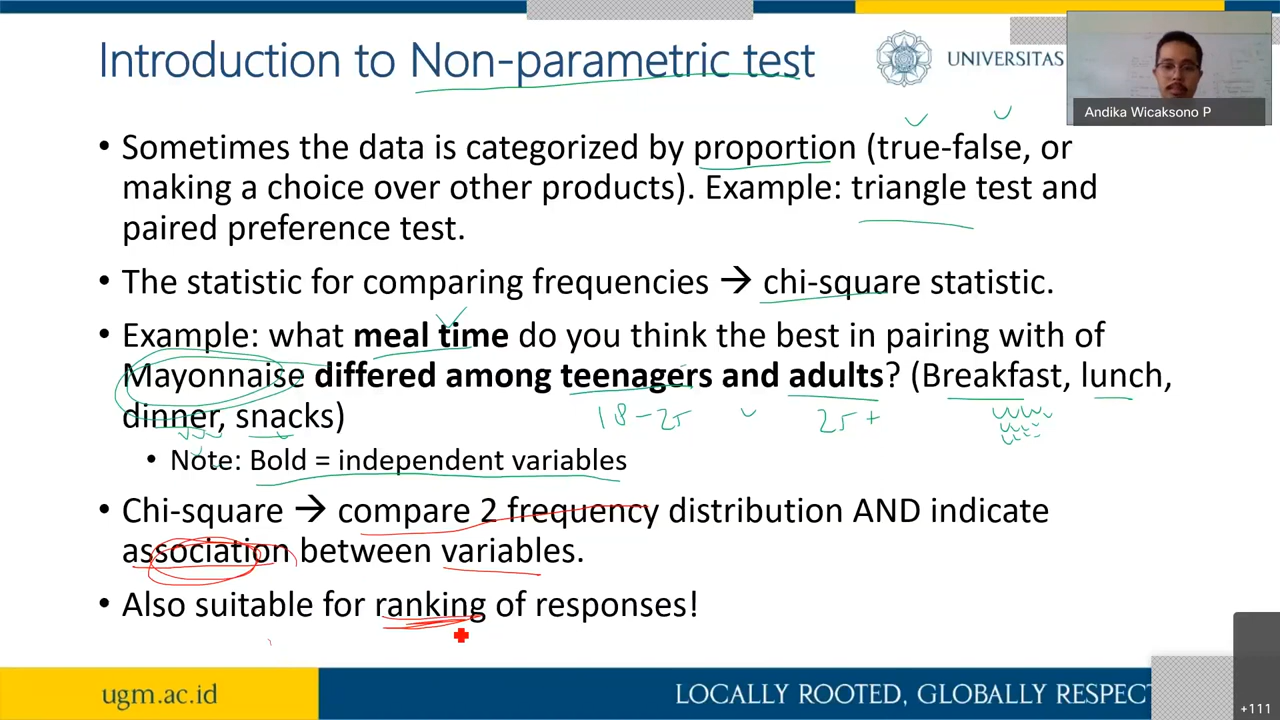 Introduction to Non-parametric test
UNIVERSITAS
Andika Wicaksono P
• Sometimes the data is categorized by proportion (true-false, or
making a choice over other products). Example: triangle test and
paired preference test.
• The statistic for comparing frequencies → chi-square statistic.
• Example: what meal time do you think the best in pairing with of
Mayonnaise differed among teenagers and adults? (Breakfast, lunch,
dinner, snacks)
18-25 25+
• Note: Bold = independent variables
• Chi-square → compare 2 frequency distribution AND indicate
association between variables.
• Also suitable for ranking of responses!
ugm.ac.id
LOCALLY ROOTED, GLOBALLY RESPECT
+111